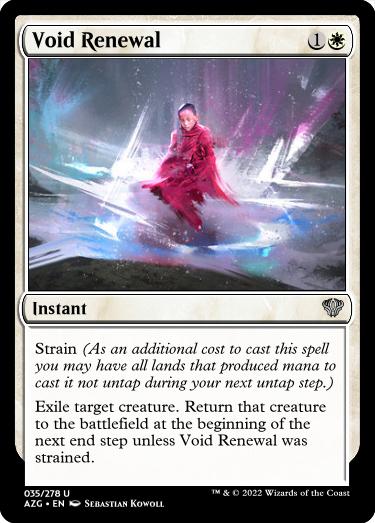 Void Renewal 1
Instant
Strain (As an additional cost to cast this spell
you may have all lands that produced mana to
cast it not untap during your next untap step.)
Exile target creature. Return that creature
to the battlefield at the beginning of the
next end step unless Void Renewal was
strained.
035/278 U
AZG • EN SEBASTIAN KOWOLL
™ & © 2022 Wizards of the Coast